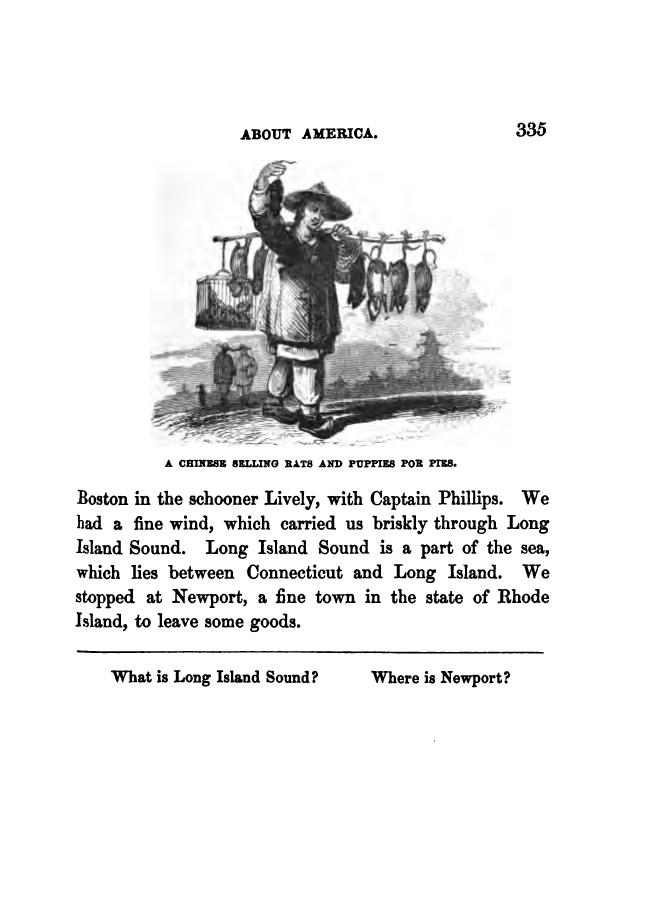 ABOUT AMERICA. 335
A CHINESE SELLING RATS AND PUPPIES FOR PIES.
Boston in the schooner Lively, with Captain Phillips. We
had a fine wind, which carried us briskly through Long
Island Sound. Long Island Sound is a part of the sea,
which lies between Connecticut and Long Island. We
stopped at Newport, a fine town in the state of Rhode
Island, to leave some goods.
What is Long Island Sound? Where is Newport?